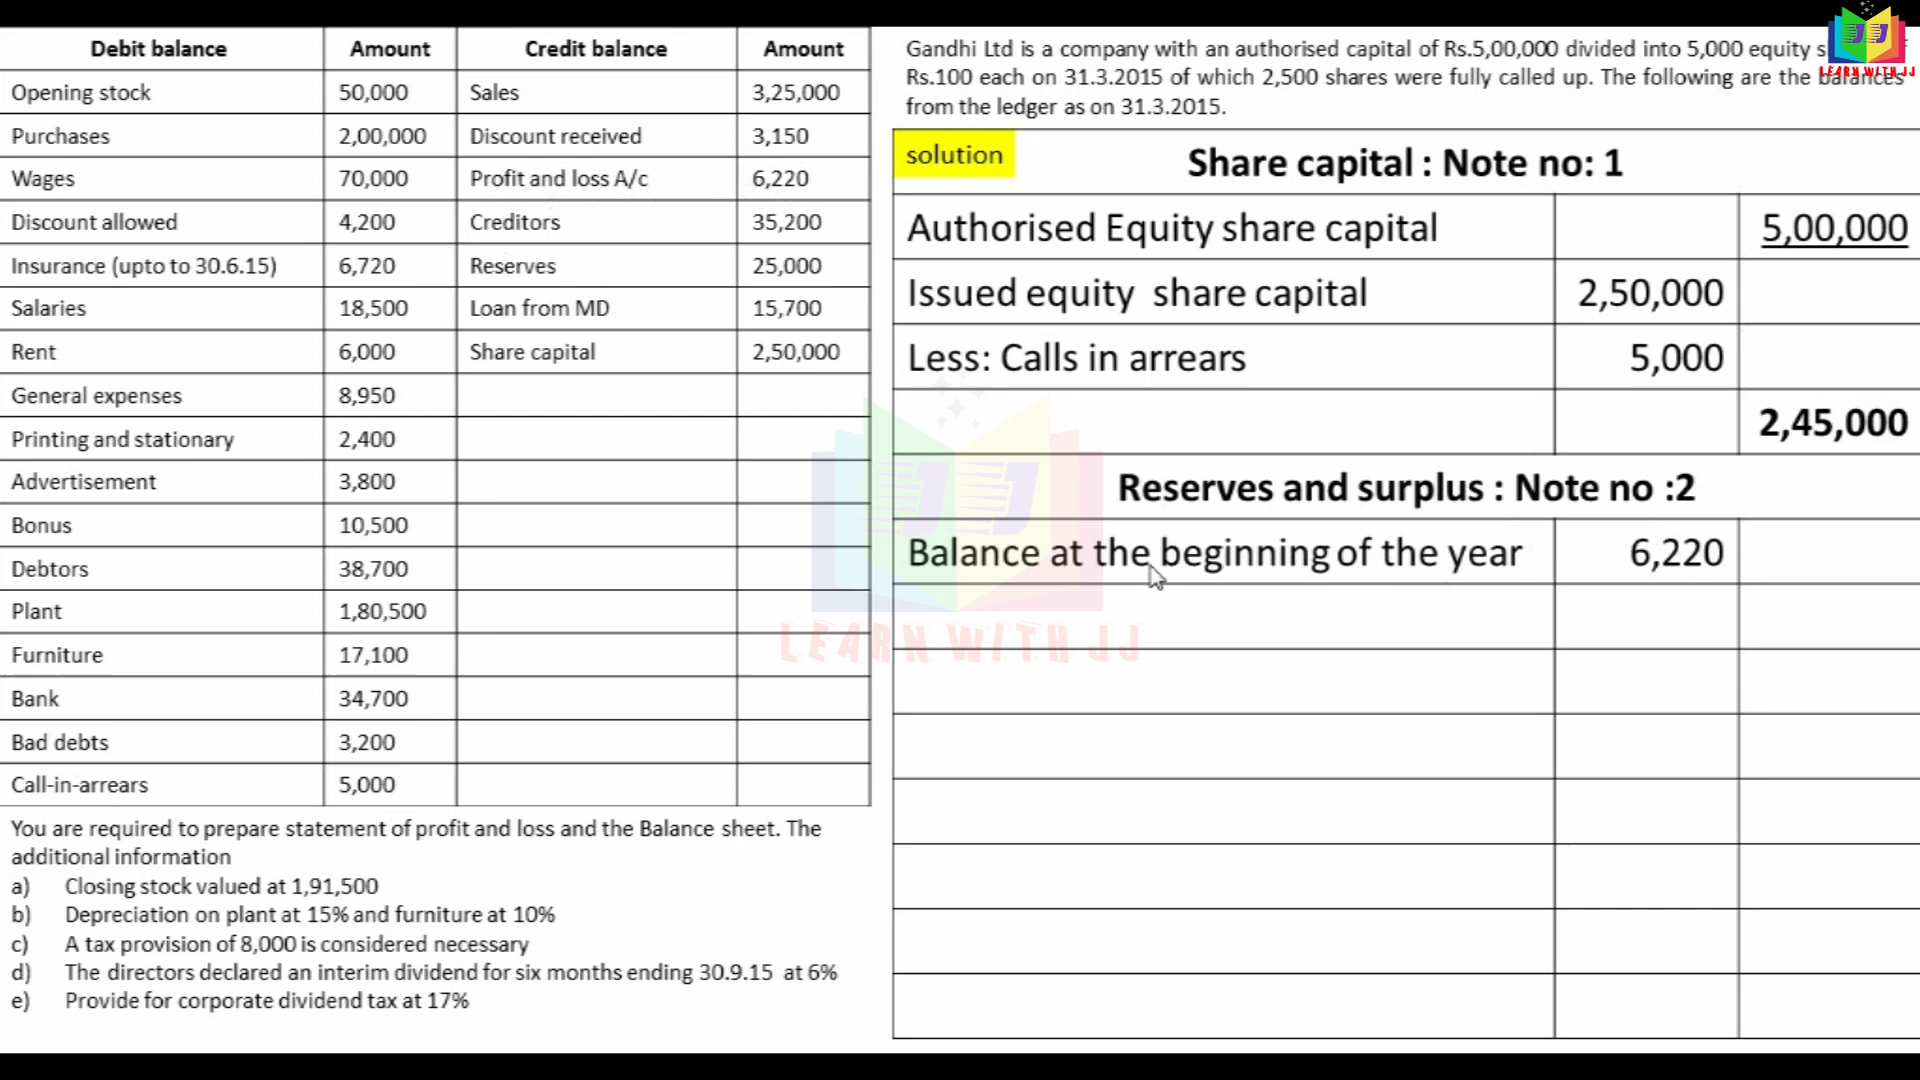 Debit balance Amount Credit balance Amount
Opening stock 50,000 Sales 3,25,000
Purchases 2,00,000 Discount received 3,150
Wages 70,000 Profit and loss A/c 6,220
Discount allowed 4,200 Creditors 35,200
Insurance (upto to 30.6.15) 6,720 Reserves 25,000
Salaries 18,500 Loan from MD 15,700
Rent 6,000 Share capital 2,50,000
General expenses 8,950
Printing and stationary 2,400
Advertisement 3,800
Bonus 10,500
Debtors 38,700
Plant 1,80,500
Furniture 17,100
Bank 34,700
Bad debts 3,200
Call-in-arrears 5,000
You are required to prepare statement of profit and loss and the Balance sheet. The
additional information
a) Closing stock valued at 1,91,500
b) Depreciation on plant at 15% and furniture at 10%
c) A tax provision of 8,000 is considered necessary
d) The directors declared an interim dividend for six months ending 30.9.15 at 6%
e) Provide for corporate dividend tax at 17%
Gandhi Ltd is a company with an authorised capital of Rs.5,00,000 divided into 5,000 equity
Rs.100 each on 31.3.2015 of which 2,500 shares were fully called up. The following are the balances
from the ledger as on 31.3.2015.
solution
Share capital : Note no: 1
Authorised Equity share capital 5,00,000
Issued equity share capital 2,50,000
Less: Calls in arrears 5,000
2,45,000
Reserves and surplus : Note no :2
Balance at the beginning of the year 6,220
JJ
LEARN WITH JJ
JJ
LEARN WITH JJ